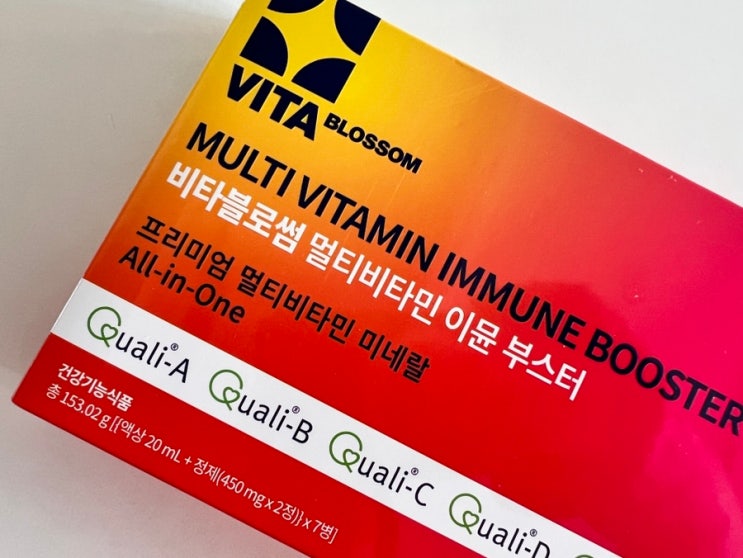 VITA BLOSSOM
MULTI VITAMIN IMMUNE BOOSTER
비타블로썸 멀티비타민 이뮨 부스터
프리미엄 멀티비타민 미네랄
All-in-One
Quali®-A Quali®-B Quali®-C Quali®-D
건강기능식품
총 153.02 g [{액상 20 mL + 정제(450 mg x 2정)} x 7병]